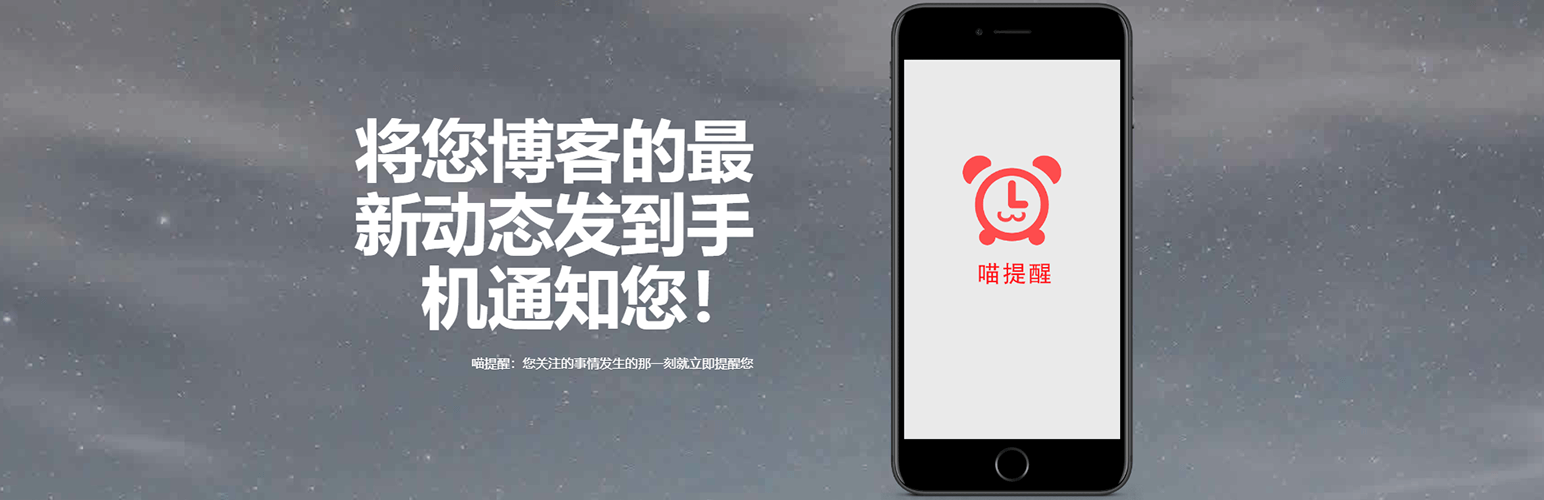 将您博客的最
新动态发到手
机通知您！
喵提醒：您关注的事情发生的那一刻就立即提醒您
喵提醒